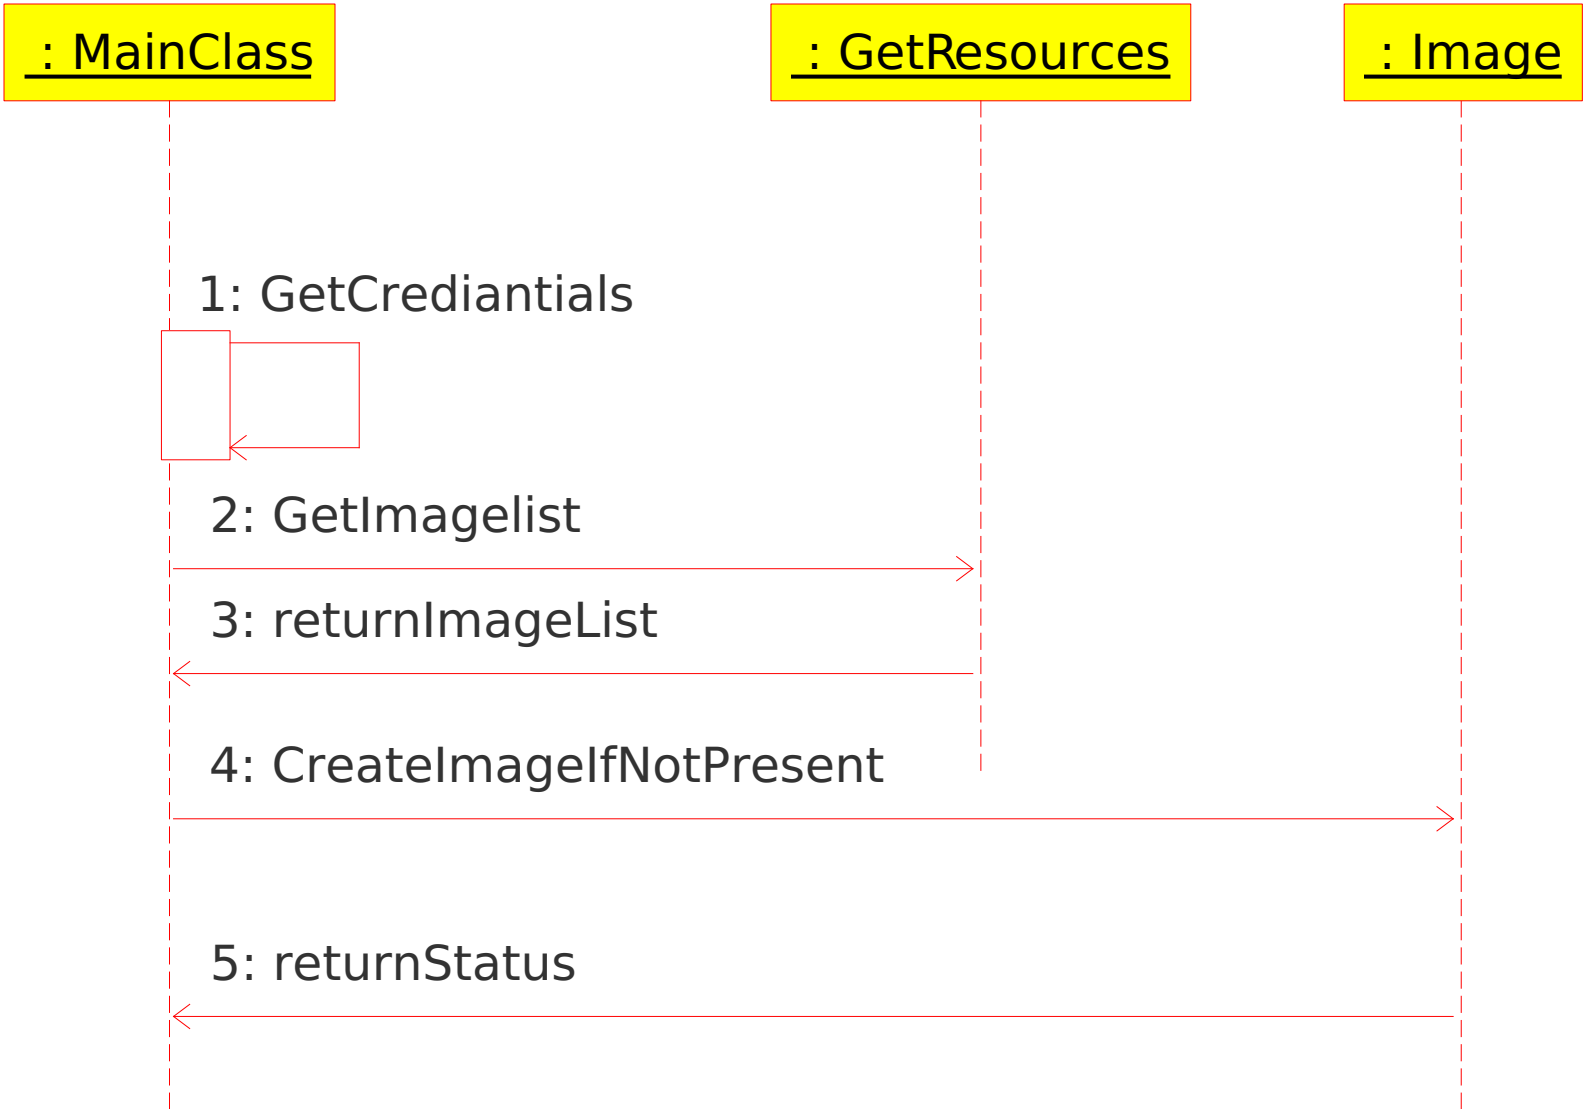 : MainClass
: GetResources
: Image
1: GetCrediantials
2: GetImagelist
3: returnImageList
4: CreateImageIfNotPresent
5: returnStatus